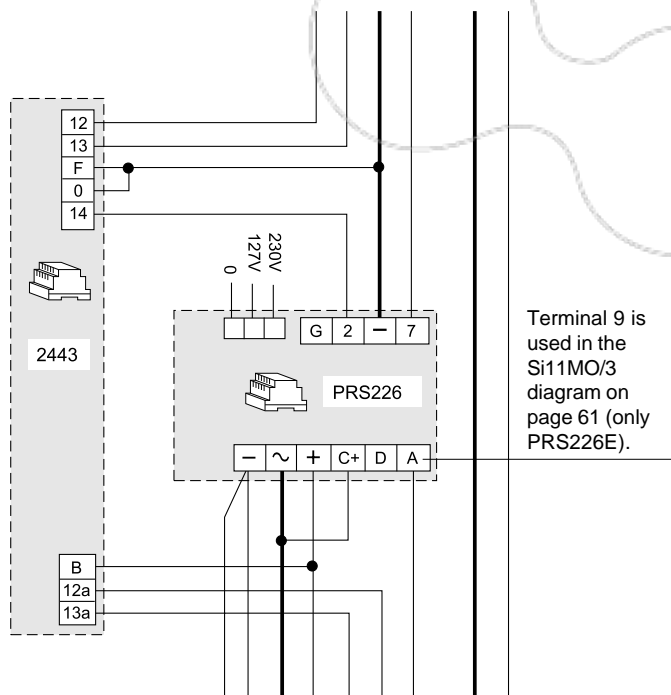 12
13
F
0
14
2443
0
127V
230V
G 2 − 7
PRS226
− ~ + C+ D A
B
12a
13a
Terminal 9 is
used in the
Si11MO/3
diagram on
page 61 (only
PRS226E).